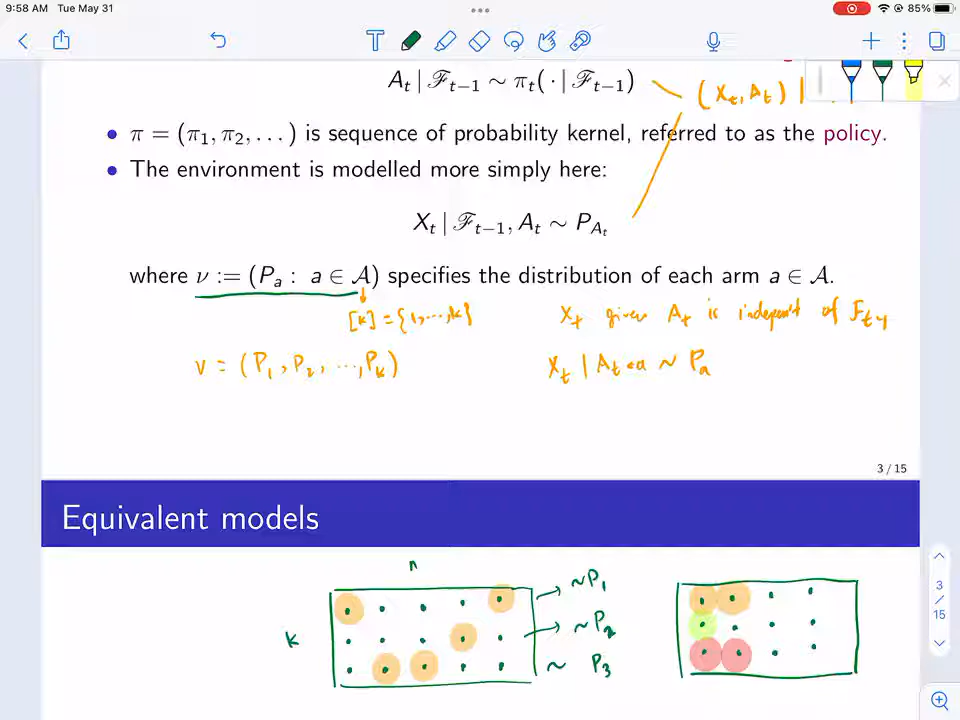 9:58 AM Tue May 31
85%
A_t | ℱ_{t−1} ∼ π_t( · | ℱ_{t−1})
(X_t, A_t) |
• π = (π_1, π_2, . . . ) is sequence of probability kernel, referred to as the policy.
• The environment is modelled more simply here:
X_t | ℱ_{t−1}, A_t ∼ P_{A_t}
where ν := (P_a : a ∈ 𝒜) specifies the distribution of each arm a ∈ 𝒜.
[k] = {1, ..., k}
X_t given A_t is independent of ℱ_{t-1}
ν = (P_1, P_2, ..., P_k)
X_t | A_t = a ~ P_a
3 / 15
Equivalent models
n
~P_1
k
~P_2
~ P_3
3
/
15